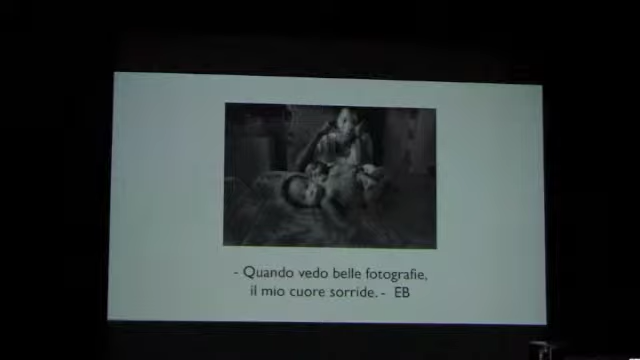 - Quando vedo belle fotografie,
il mio cuore sorride. - EB